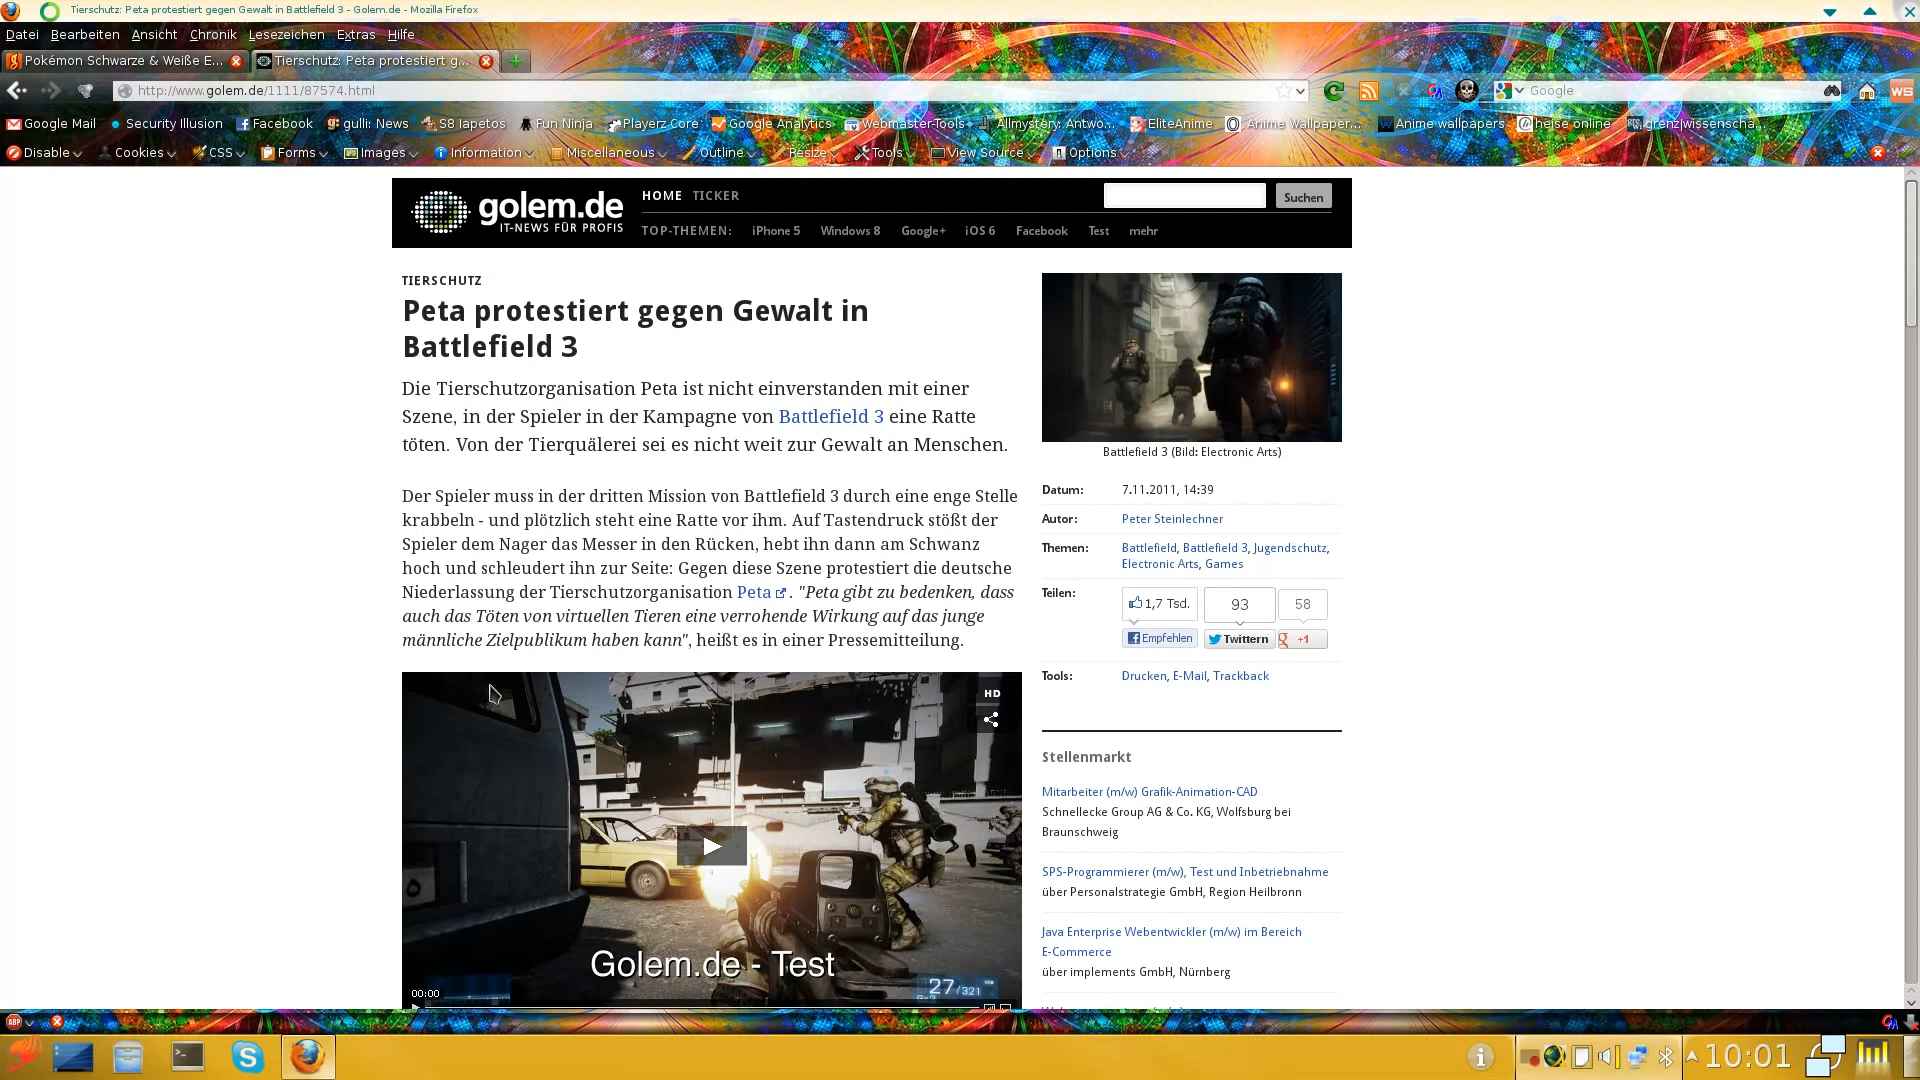 Tierschutz: Peta protestiert gegen Gewalt in Battlefield 3 - Golem.de - Mozilla Firefox
Datei Bearbeiten Ansicht Chronik Lesezeichen Extras Hilfe
Pokémon Schwarze & Weiße E... Tierschutz: Peta protestiert g...
http://www.golem.de/1111/87574.html Google
Google Mail Security Illusion Facebook gulli: News S8 Iapetos Fun Ninja Playerz Core Google Analytics Webmaster-Tools Allmystery: Antwo... EliteAnime Anime Wallpaper... Anime wallpapers heise online grenz|wissenscha...
Disable Cookies CSS Forms Images Information Miscellaneous Outline Resize Tools View Source Options
golem.de
IT-NEWS FÜR PROFIS
HOME TICKER
Suchen
TOP-THEMEN: iPhone 5 Windows 8 Google+ iOS 6 Facebook Test mehr
TIERSCHUTZ
Peta protestiert gegen Gewalt in
Battlefield 3
Die Tierschutzorganisation Peta ist nicht einverstanden mit einer
Szene, in der Spieler in der Kampagne von Battlefield 3 eine Ratte
töten. Von der Tierquälerei sei es nicht weit zur Gewalt an Menschen.
Der Spieler muss in der dritten Mission von Battlefield 3 durch eine enge Stelle
krabbeln - und plötzlich steht eine Ratte vor ihm. Auf Tastendruck stößt der
Spieler dem Nager das Messer in den Rücken, hebt ihn dann am Schwanz
hoch und schleudert ihn zur Seite: Gegen diese Szene protestiert die deutsche
Niederlassung der Tierschutzorganisation Peta . "Peta gibt zu bedenken, dass
auch das Töten von virtuellen Tieren eine verrohende Wirkung auf das junge
männliche Zielpublikum haben kann", heißt es in einer Pressemitteilung.
HD
Golem.de - Test
27/321
00:00
Battlefield 3 (Bild: Electronic Arts)
Datum: 7.11.2011, 14:39
Autor: Peter Steinlechner
Themen: Battlefield, Battlefield 3, Jugendschutz,
Electronic Arts, Games
Teilen: 1,7 Tsd. 93 58
Empfehlen Twittern +1
Tools: Drucken, E-Mail, Trackback
Stellenmarkt
Mitarbeiter (m/w) Grafik-Animation-CAD
Schnellecke Group AG & Co. KG, Wolfsburg bei
Braunschweig
SPS-Programmierer (m/w), Test und Inbetriebnahme
über Personalstrategie GmbH, Region Heilbronn
Java Enterprise Webentwickler (m/w) im Bereich
E-Commerce
über implements GmbH, Nürnberg
ABP
10:01